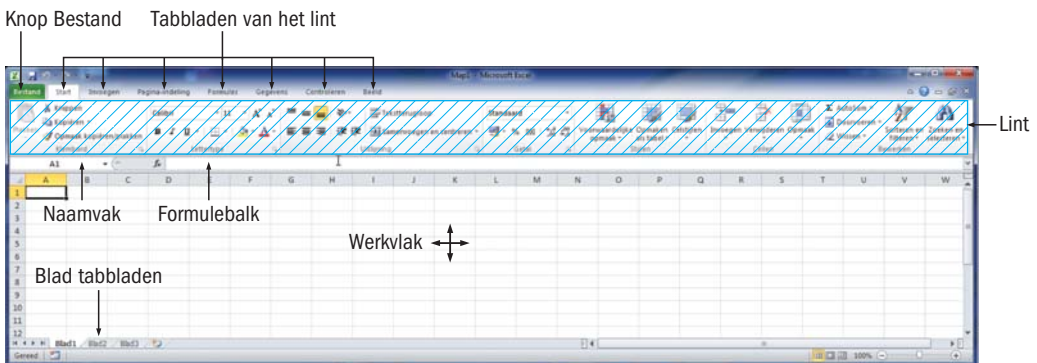 Knop Bestand Tabbladen van het lint
Map1 - Microsoft Excel
Bestand Start Invoegen Pagina-indeling Formules Gegevens Controleren Beeld
Knippen Calibri 11 A A Tekstterugloop Standaard Voorwaardelijke Opmaken Celstijlen Invoegen Verwijderen Opmaak AutoSom Sorteren en Zoeken en
Kopiëren opmaak als tabel Doorvoeren filteren selecteren
Plakken Opmaak kopiëren/plakken B I U A Samenvoegen en centreren % 000 Wissen
Klembord Lettertype Uitlijning Getal Stijlen Cellen Bewerken
Lint
A1 fx
A B C D E F G H I J K L M N O P Q R S T U V W
1
2
Naamvak Formulebalk
3
4
Werkvlak
5
6
7
Blad tabbladen
8
9
10
11
12
Blad1 Blad2 Blad3
Gereed 100%